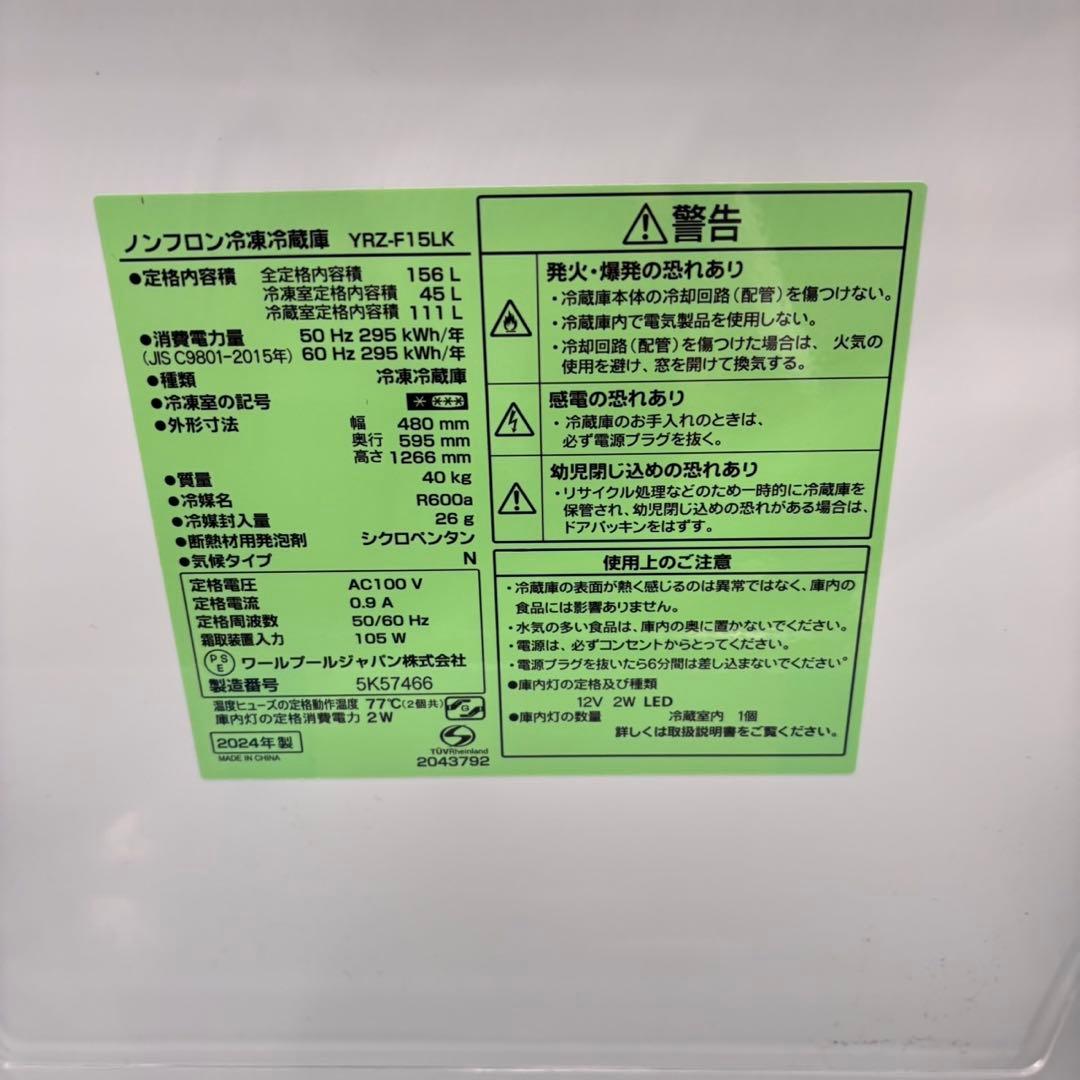 ノンフロン冷凍冷蔵庫 YRZ-F15LK
●定格内容積 全定格内容積 156 L
冷凍室定格内容積 45 L
冷蔵室定格内容積 111 L
●消費電力量 50 Hz 295 kWh/年
(JIS C9801-2015年) 60 Hz 295 kWh/年
●種類 冷凍冷蔵庫
●冷凍室の記号
●外形寸法 幅 480 mm
奥行 595 mm
高さ 1266 mm
●質量 40 kg
●冷媒名 R600a
●冷媒封入量 26 g
●断熱材用発泡剤 シクロペンタン
●気候タイプ N
定格電圧 AC100 V
定格電流 0.9 A
定格周波数 50/60 Hz
霜取装置入力 105 W
PSE ワールプールジャパン株式会社
製造番号 5K57466
温度ヒューズの定格動作温度 77℃(2個共)
G
庫内灯の定格消費電力 2W
2024年製
MADE IN CHINA
TÜVRheinland
2043792
警告
発火・爆発の恐れあり
・冷蔵庫本体の冷却回路(配管)を傷つけない。
・冷蔵庫内で電気製品を使用しない。
・冷却回路(配管)を傷つけた場合は、火気の
使用を避け、窓を開けて換気する。
感電の恐れあり
・冷蔵庫のお手入れのときは、
必ず電源プラグを抜く。
幼児閉じ込めの恐れあり
・リサイクル処理などのため一時的に冷蔵庫を
保管され、幼児閉じ込めの恐れがある場合は、
ドアパッキンをはずす。
使用上のご注意
・冷蔵庫の表面が熱く感じるのは異常ではなく、庫内の
食品には影響ありません。
・水気の多い食品は、庫内の奥に置かないでください。
・電源は、必ずコンセントからとってください。
・電源プラグを抜いたら6分間は差し込まないでください。
●庫内灯の定格及び種類
12V 2W LED
●庫内灯の数量 冷蔵室内 1個
詳しくは取扱説明書をご覧ください。